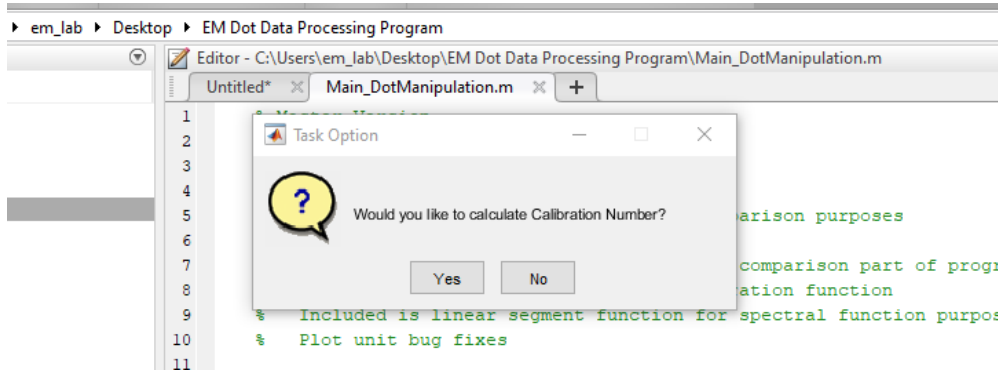 em_lab ▸ Desktop ▸ EM Dot Data Processing Program
Editor - C:\Users\em_lab\Desktop\EM Dot Data Processing Program\Main_DotManipulation.m
Untitled* × Main_DotManipulation.m × +
1
Task Option
2
3
4
Would you like to calculate Calibration Number?
5 parison purposes
6
7 comparison part of progr
Yes No
8 ration function
9 % Included is linear segment function for spectral function purpos
10 % Plot unit bug fixes
11